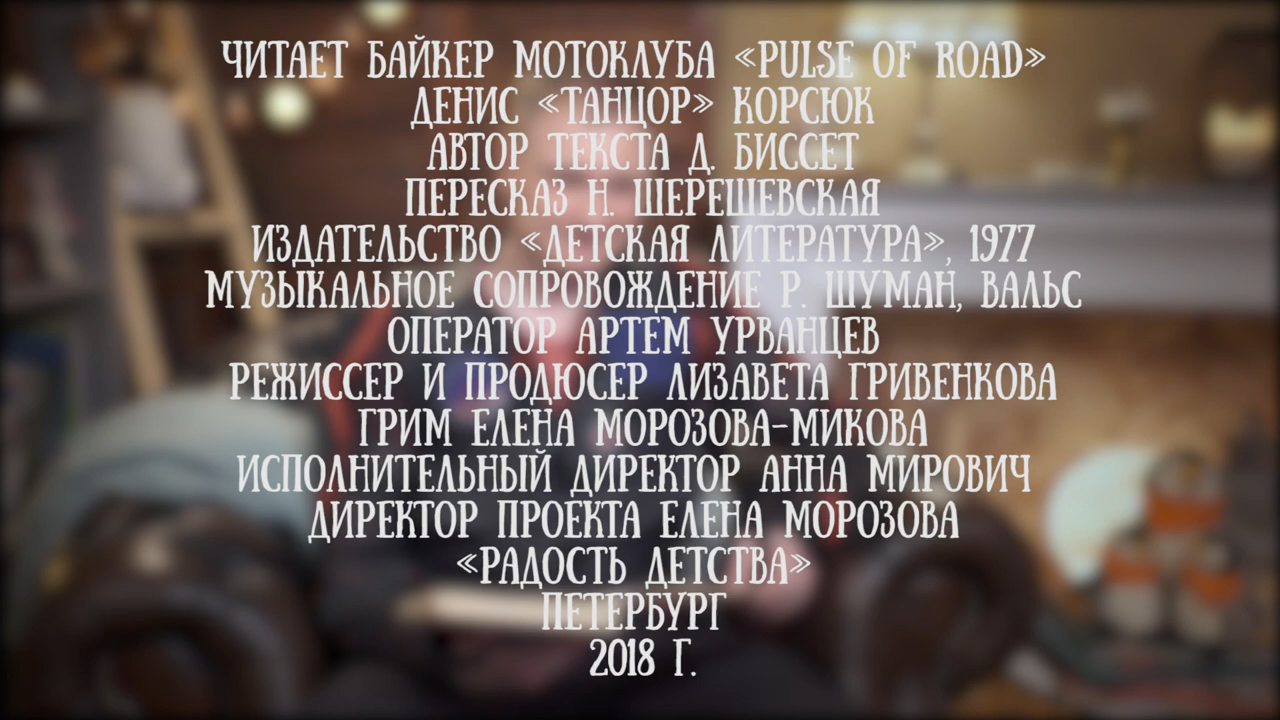 ЧИТАЕТ БАЙКЕР МОТОКЛУБА «PULSE OF ROAD»
ДЕНИС «ТАНЦОР» КОРСЮК
АВТОР ТЕКСТА Д. БИССЕТ
ПЕРЕСКАЗ Н. ШЕРЕШЕВСКАЯ
ИЗДАТЕЛЬСТВО «ДЕТСКАЯ ЛИТЕРАТУРА», 1977
МУЗЫКАЛЬНОЕ СОПРОВОЖДЕНИЕ Р. ШУМАН, ВАЛЬС
ОПЕРАТОР АРТЕМ УРВАНЦЕВ
РЕЖИССЕР И ПРОДЮСЕР ЛИЗАВЕТА ГРИВЕНКОВА
ГРИМ ЕЛЕНА МОРОЗОВА-МИКОВА
ИСПОЛНИТЕЛЬНЫЙ ДИРЕКТОР АННА МИРОВИЧ
ДИРЕКТОР ПРОЕКТА ЕЛЕНА МОРОЗОВА
«РАДОСТЬ ДЕТСТВА»
ПЕТЕРБУРГ
2018 Г.